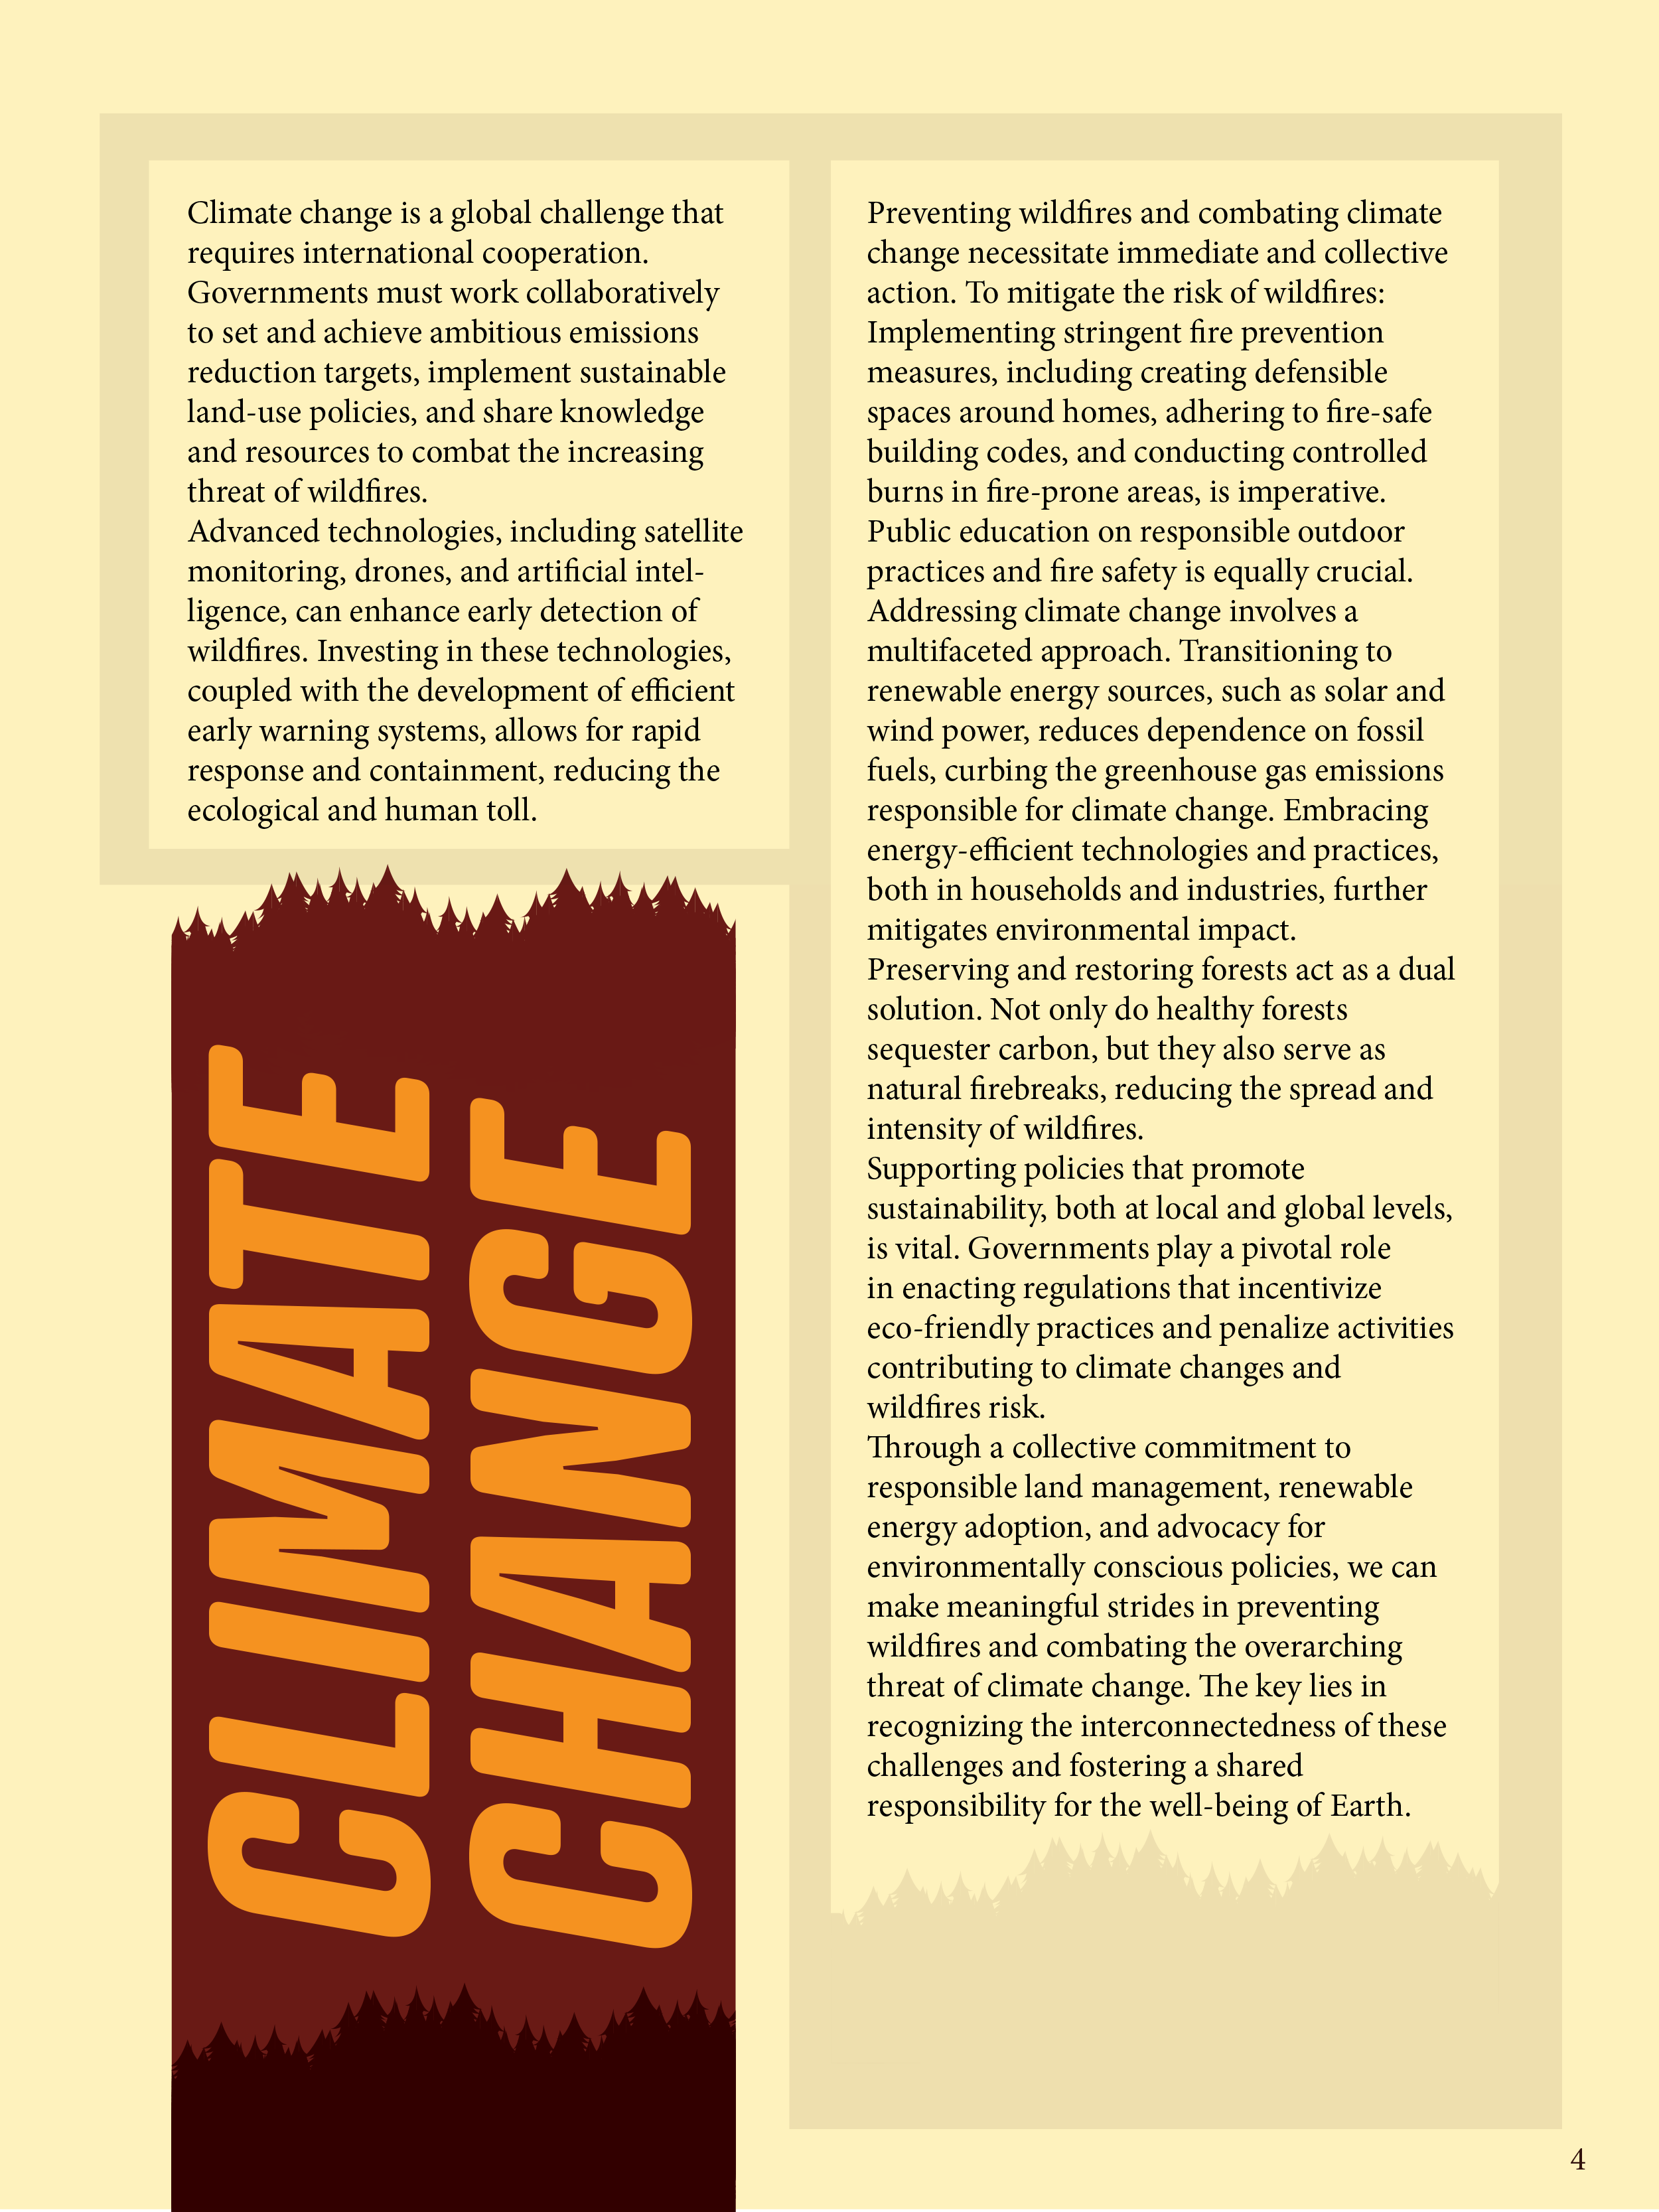 Climate change is a global challenge that
requires international cooperation.
Governments must work collaboratively
to set and achieve ambitious emissions
reduction targets, implement sustainable
land-use policies, and share knowledge
and resources to combat the increasing
threat of wildfires.
Advanced technologies, including satellite
monitoring, drones, and artificial intel-
ligence, can enhance early detection of
wildfires. Investing in these technologies,
coupled with the development of efficient
early warning systems, allows for rapid
response and containment, reducing the
ecological and human toll.
CLIMATE
CHANGE
Preventing wildfires and combating climate
change necessitate immediate and collective
action. To mitigate the risk of wildfires:
Implementing stringent fire prevention
measures, including creating defensible
spaces around homes, adhering to fire-safe
building codes, and conducting controlled
burns in fire-prone areas, is imperative.
Public education on responsible outdoor
practices and fire safety is equally crucial.
Addressing climate change involves a
multifaceted approach. Transitioning to
renewable energy sources, such as solar and
wind power, reduces dependence on fossil
fuels, curbing the greenhouse gas emissions
responsible for climate change. Embracing
energy-efficient technologies and practices,
both in households and industries, further
mitigates environmental impact.
Preserving and restoring forests act as a dual
solution. Not only do healthy forests
sequester carbon, but they also serve as
natural firebreaks, reducing the spread and
intensity of wildfires.
Supporting policies that promote
sustainability, both at local and global levels,
is vital. Governments play a pivotal role
in enacting regulations that incentivize
eco-friendly practices and penalize activities
contributing to climate changes and
wildfires risk.
Through a collective commitment to
responsible land management, renewable
energy adoption, and advocacy for
environmentally conscious policies, we can
make meaningful strides in preventing
wildfires and combating the overarching
threat of climate change. The key lies in
recognizing the interconnectedness of these
challenges and fostering a shared
responsibility for the well-being of Earth.
4